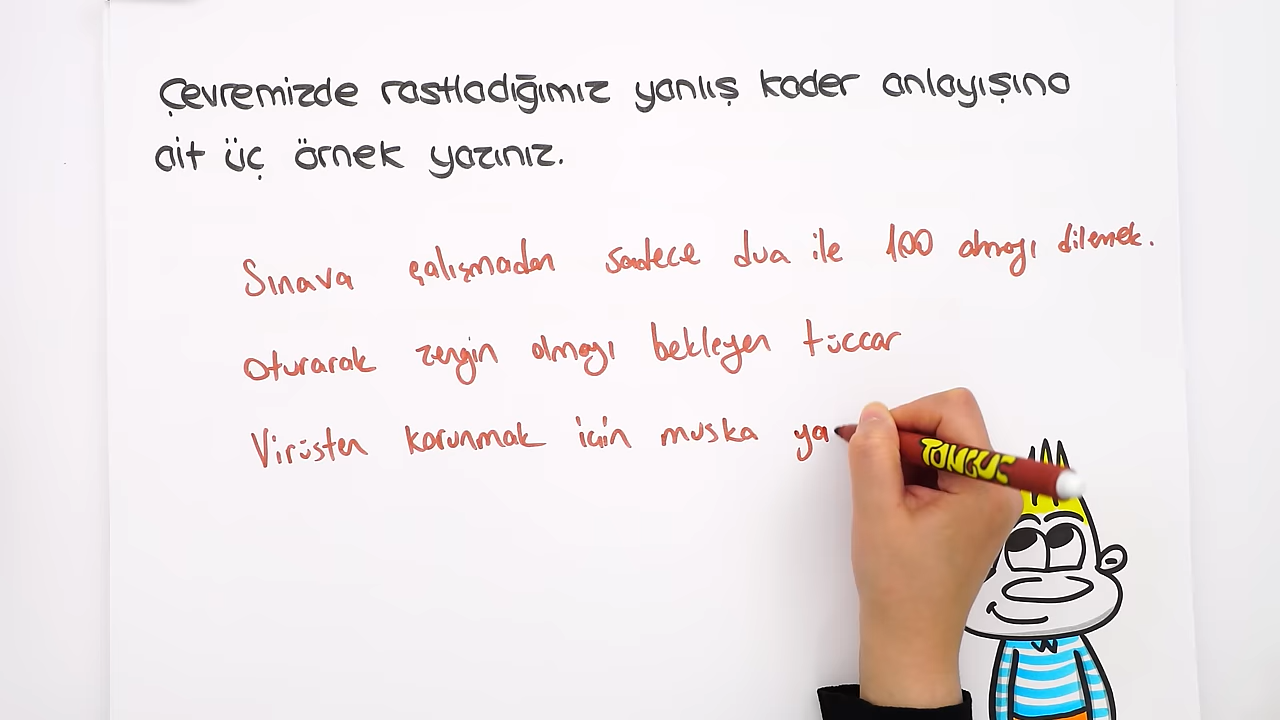 Çevremizde rastladığımız yanlış kader anlayışına
ait üç örnek yazınız.
Sınava çalışmadan sadece dua ile 100 almayı dilemek.
Oturarak zengin olmayı bekleyen tüccar
Virüsten korunmak için muska ya
TONGUÇ